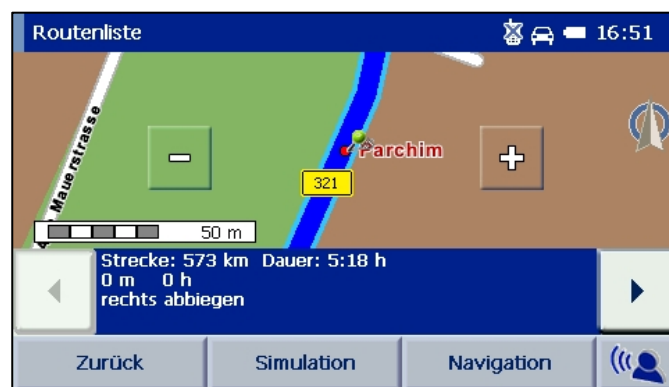 Routenliste 16:51
Mauerstrasse
Parchim
321
50 m
Strecke: 573 km Dauer: 5:18 h
0 m 0 h
rechts abbiegen
Zurück Simulation Navigation